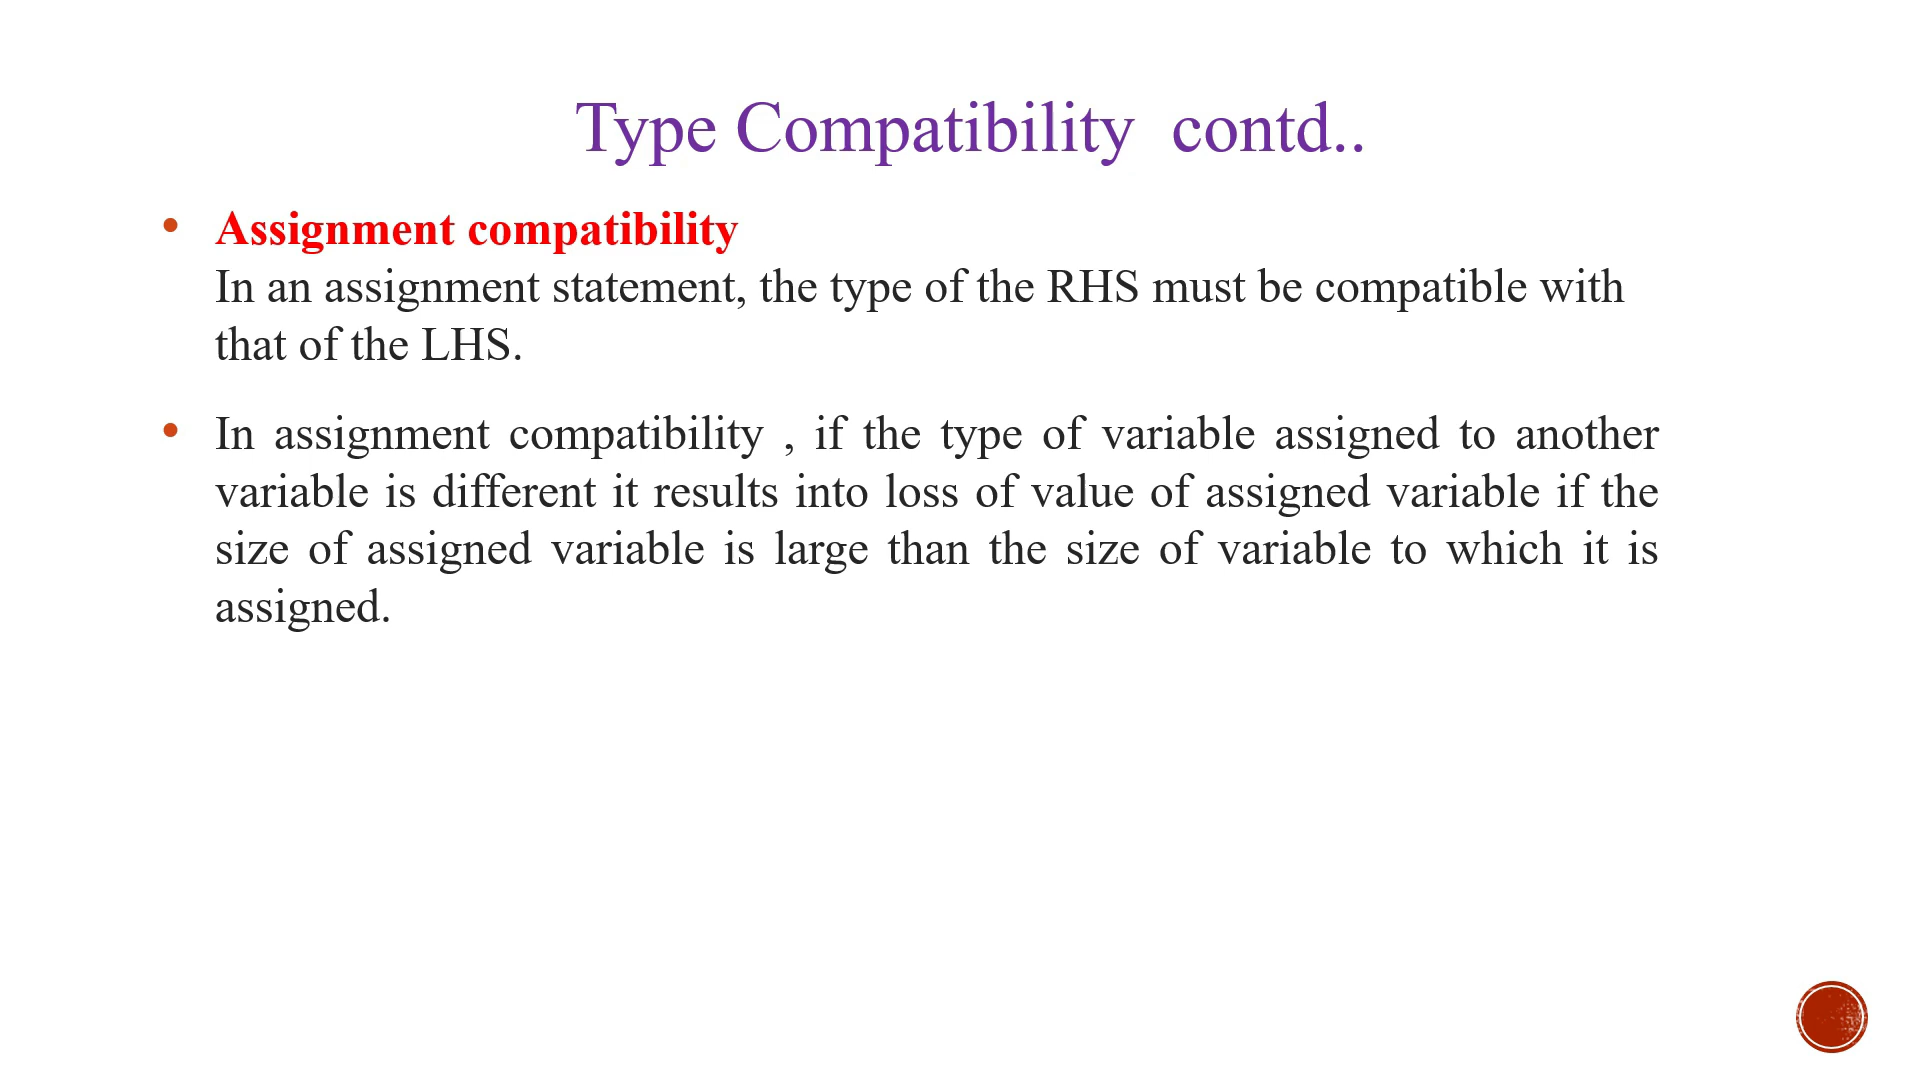 Type Compatibility  contd..
• Assignment compatibility
In an assignment statement, the type of the RHS must be compatible with
that of the LHS.
• In assignment compatibility , if the type of variable assigned to another
variable is different it results into loss of value of assigned variable if the
size of assigned variable is large than the size of variable to which it is
assigned.